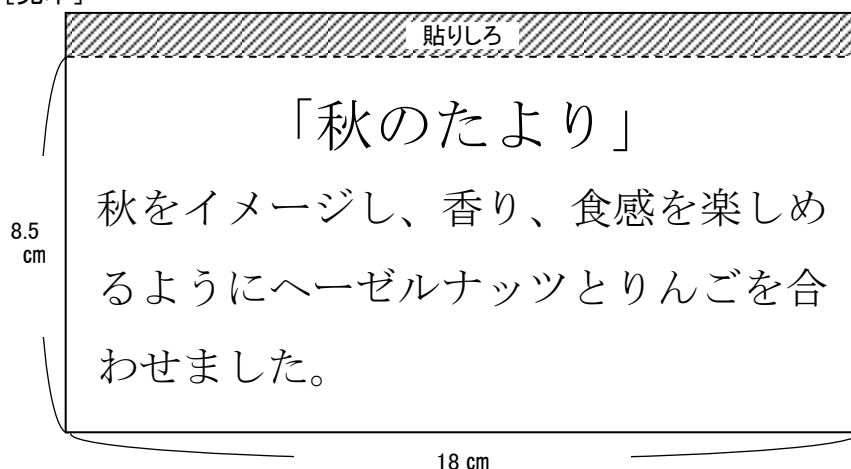 貼りしろ
「秋のたより」
秋をイメージし、香り、食感を楽しめ
るようにヘーゼルナッツとりんごを合
わせました。
8.5
cm
18 cm